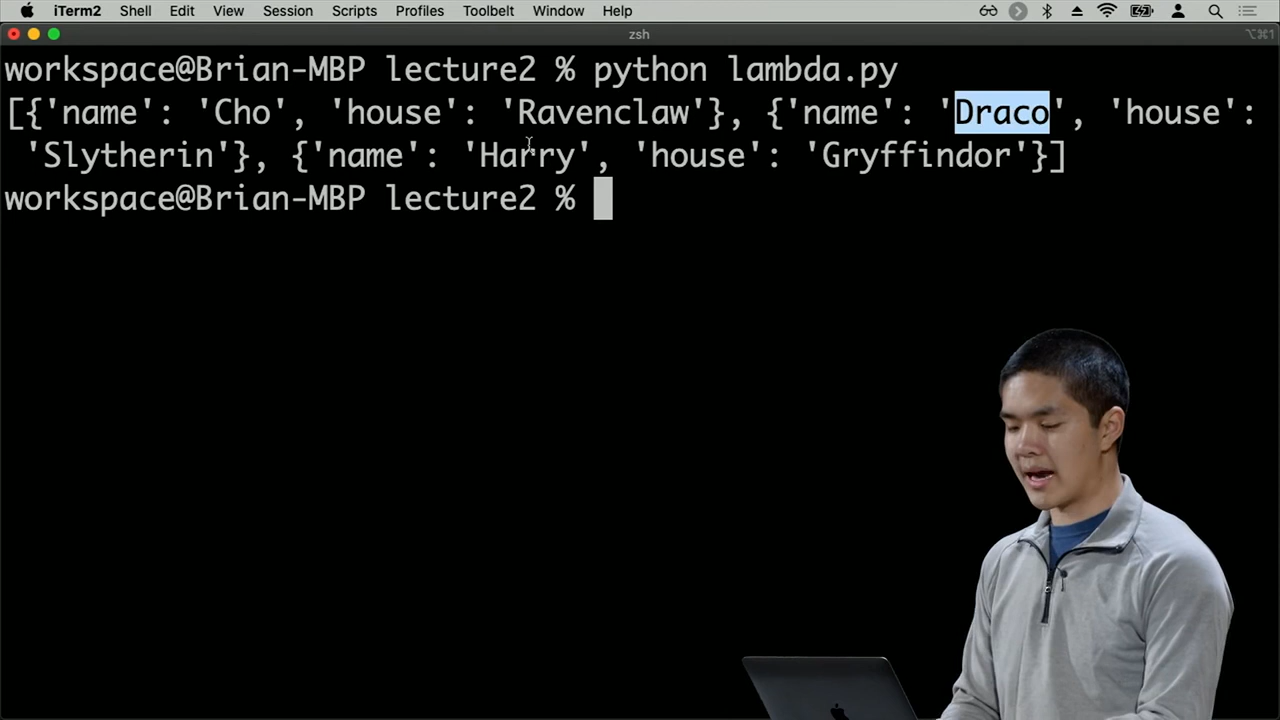 iTerm2 Shell Edit View Session Scripts Profiles Toolbelt Window Help
zsh
⌥⌘1
workspace@Brian-MBP lecture2 % python lambda.py
[{'name': 'Cho', 'house': 'Ravenclaw'}, {'name': 'Draco', 'house':
'Slytherin'}, {'name': 'Harry', 'house': 'Gryffindor'}]
workspace@Brian-MBP lecture2 %